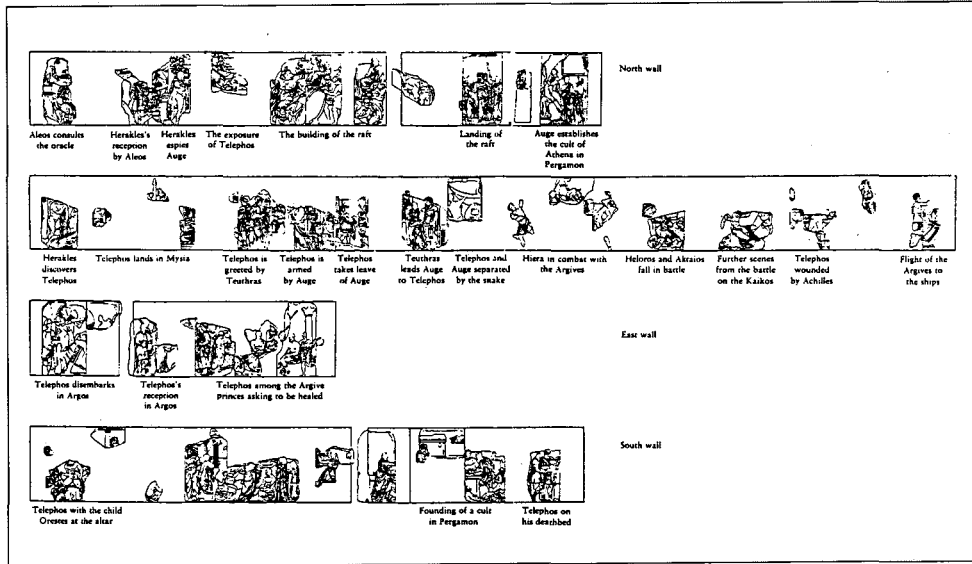 North wall
Aleos consults
the oracle
Herakles's
reception
by Aleos
Herakles
espies
Auge
The exposure
of Telephos
The building of the raft
Landing of
the raft
Auge establishes
the cult of
Athena in
Pergamon
Herakles
discovers
Telephos
Telephos lands in Mysia
Telephos is
greeted by
Teuthras
Telephos is
armed
by Auge
Telephos
takes leave
of Auge
Teuthras
leads Auge
to Telephos
Telephos and
Auge separated
by the snake
Hiera in combat with
the Argives
Heloros and Aktaios
fall in battle
Further scenes
from the battle
on the Kaikos
Telephos
wounded
by Achilles
Flight of the
Argives to
the ships
East wall
Telephos disembarks
in Argos
Telephos's
reception
in Argos
Telephos among the Argive
princes asking to be healed
South wall
Telephos with the child
Orestes at the altar
Founding of a cult
in Pergamon
Telephos on
his deathbed